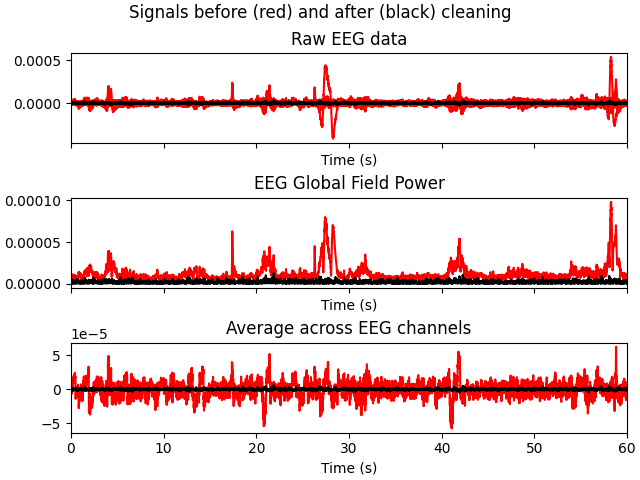 Signals before (red) and after (black) cleaning
Raw EEG data
0.0005
0.0000
Time (s)
EEG Global Field Power
0.00010
0.00005
0.00000
Time (s)
Average across EEG channels
1e−5
5
0
−5
0 10 20 30 40 50 60
Time (s)